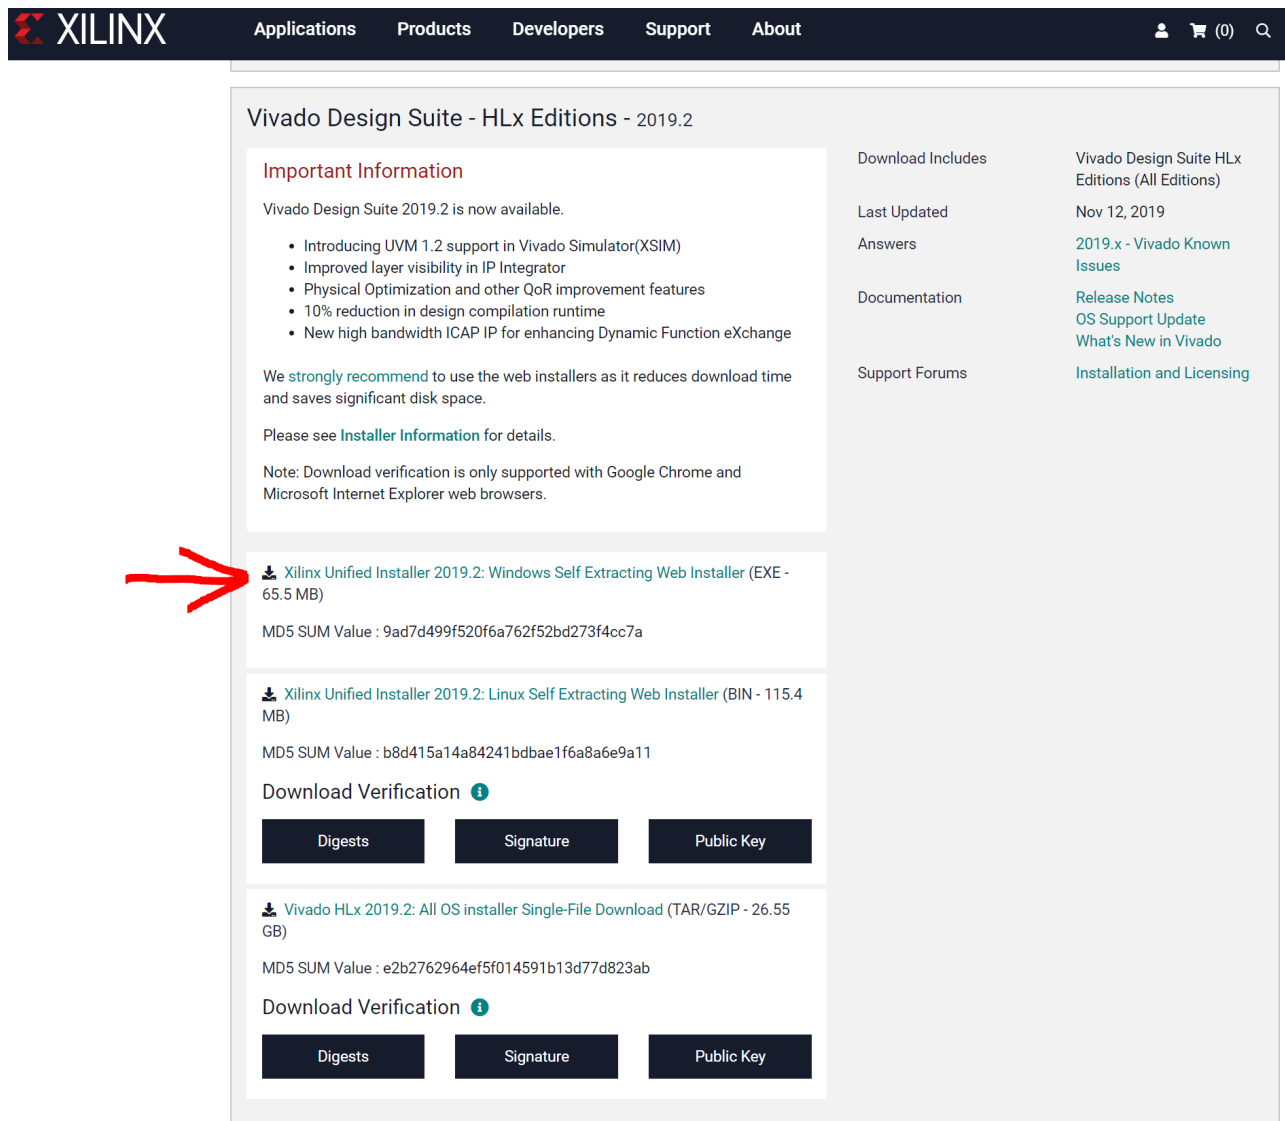 XILINX
Applications Products Developers Support About (0)
Vivado Design Suite - HLx Editions - 2019.2
Important Information
Vivado Design Suite 2019.2 is now available.
• Introducing UVM 1.2 support in Vivado Simulator(XSIM)
• Improved layer visibility in IP Integrator
• Physical Optimization and other QoR improvement features
• 10% reduction in design compilation runtime
• New high bandwidth ICAP IP for enhancing Dynamic Function eXchange
We strongly recommend to use the web installers as it reduces download time
and saves significant disk space.
Please see Installer Information for details.
Note: Download verification is only supported with Google Chrome and
Microsoft Internet Explorer web browsers.
Download Includes
Vivado Design Suite HLx
Editions (All Editions)
Last Updated
Nov 12, 2019
Answers
2019.x - Vivado Known
Issues
Documentation
Release Notes
OS Support Update
What's New in Vivado
Support Forums
Installation and Licensing
Xilinx Unified Installer 2019.2: Windows Self Extracting Web Installer (EXE -
65.5 MB)
MD5 SUM Value : 9ad7d499f520f6a762f52bd273f4cc7a
Xilinx Unified Installer 2019.2: Linux Self Extracting Web Installer (BIN - 115.4
MB)
MD5 SUM Value : b8d415a14a84241bdbae1f6a8a6e9a11
Download Verification
Digests
Signature
Public Key
Vivado HLx 2019.2: All OS installer Single-File Download (TAR/GZIP - 26.55
GB)
MD5 SUM Value : e2b2762964ef5f014591b13d77d823ab
Download Verification
Digests
Signature
Public Key